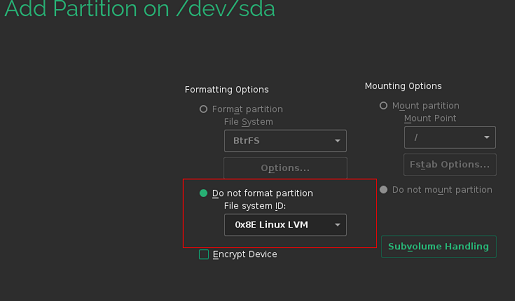 Add Partition on /dev/sda
Formatting Options
Format partition
File System
BtrFS
Options...
Do not format partition
File system ID:
0x8E Linux LVM
Encrypt Device
Mounting Options
Mount partition
Mount Point
/
Fstab Options...
Do not mount partition
Subvolume Handling